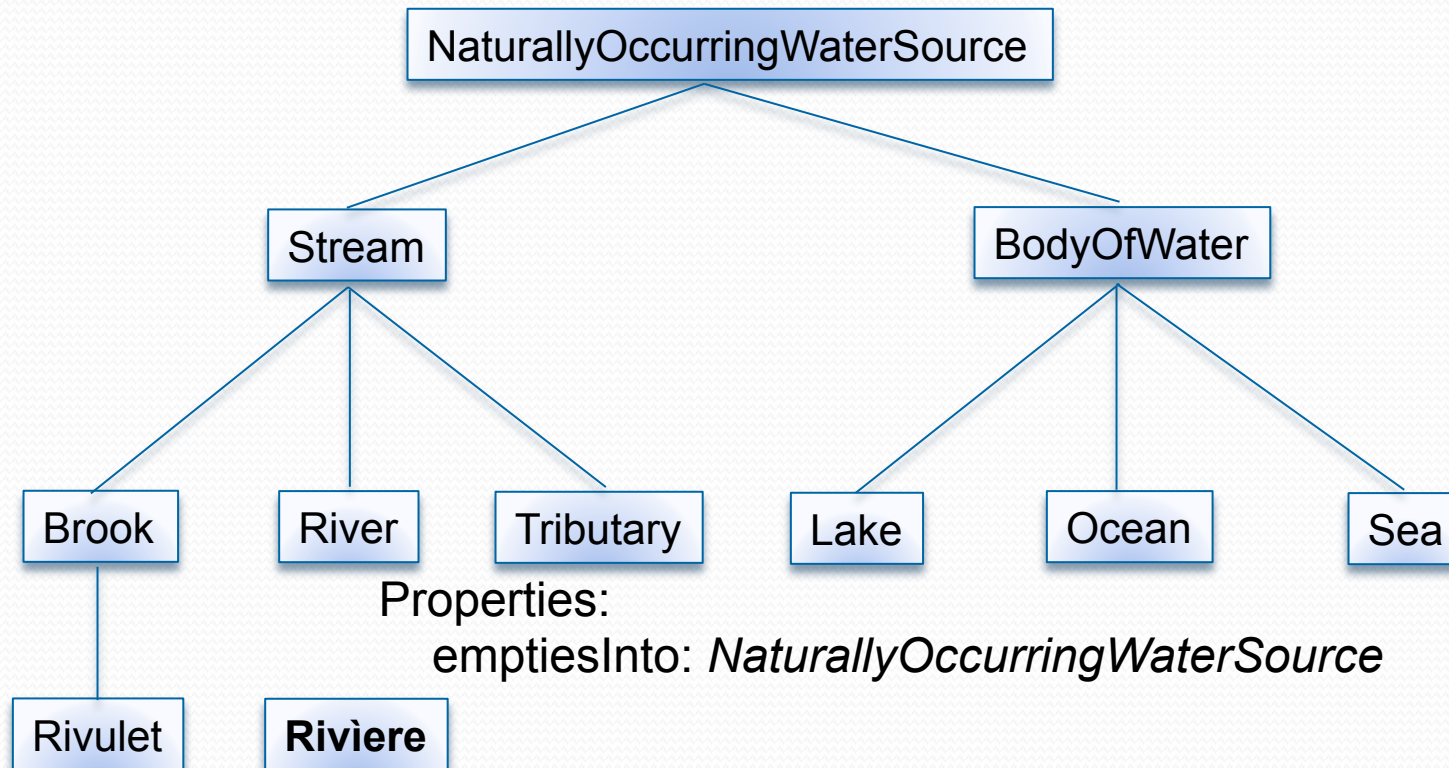 NaturallyOccurringWaterSource
Stream
BodyOfWater
Brook
River
Tributary
Lake
Ocean
Sea
Properties:
emptiesInto: NaturallyOccurringWaterSource
Rivulet
Rivìere